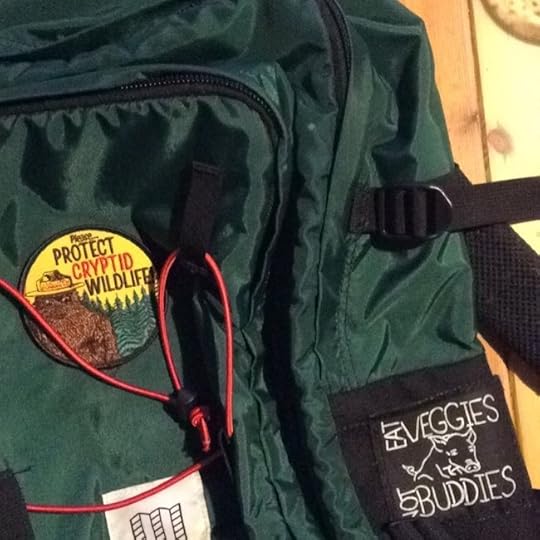 Please...
PROTECT
CRYPTID
WILDLIFE!
EAT
VEGGIES
NOT
BUDDIES